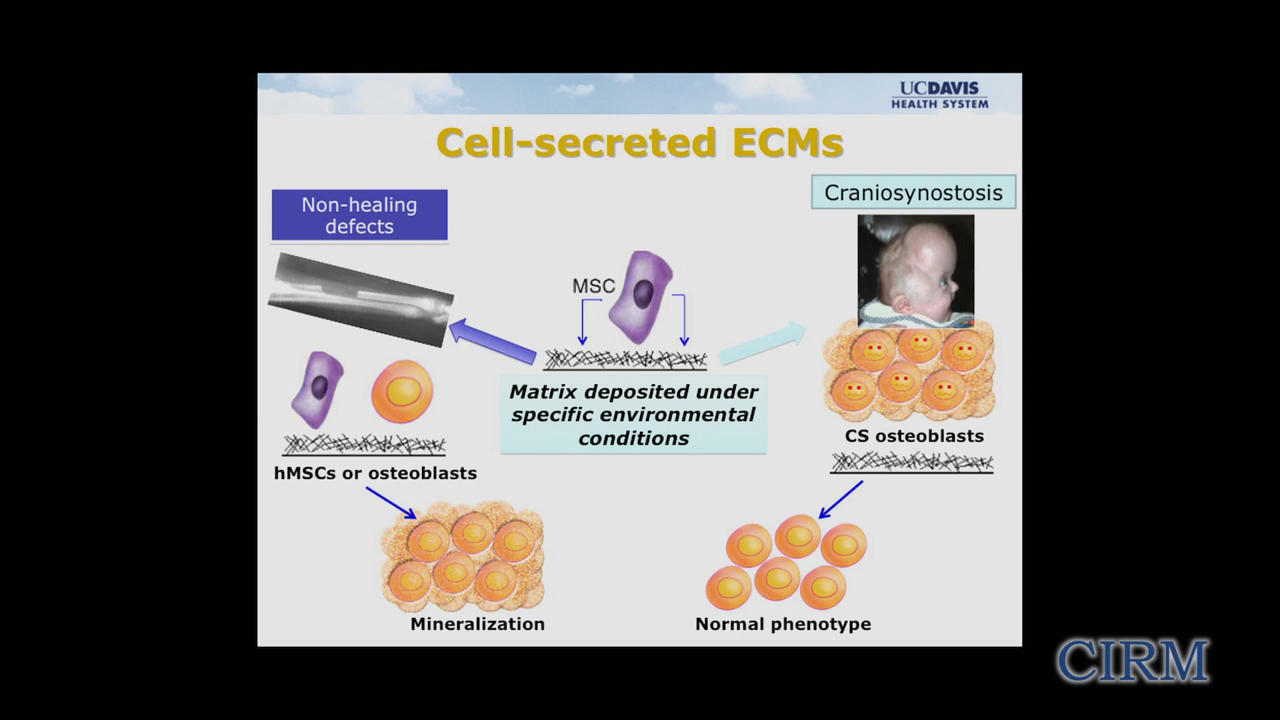 UCDAVIS
HEALTH SYSTEM
Cell-secreted ECMs
Non-healing
defects
Craniosynostosis
MSC
Matrix deposited under
specific environmental
conditions
CS osteoblasts
hMSCs or osteoblasts
Mineralization
Normal phenotype
CIRM